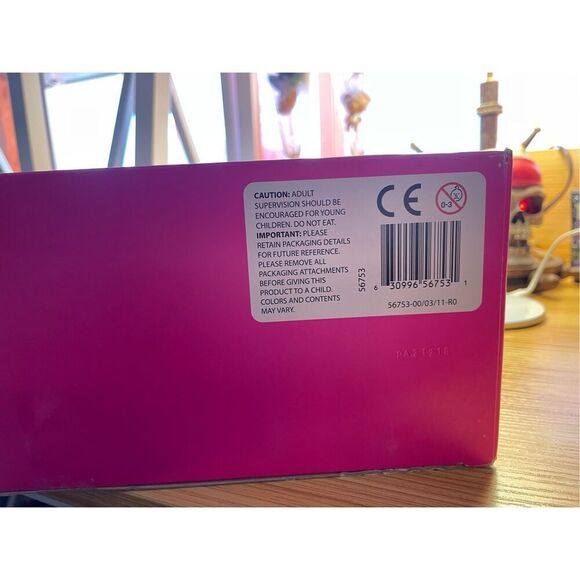 CAUTION: ADULT
SUPERVISION SHOULD BE
ENCOURAGED FOR YOUNG
CHILDREN. DO NOT EAT.
IMPORTANT: PLEASE
RETAIN PACKAGING DETAILS
FOR FUTURE REFERENCE.
PLEASE REMOVE ALL
PACKAGING ATTACHMENTS
BEFORE GIVING THIS
PRODUCT TO A CHILD.
COLORS AND CONTENTS
MAY VARY.
CE
0-3
56753
6 30996 56753 1
56753-00/03/11-R0